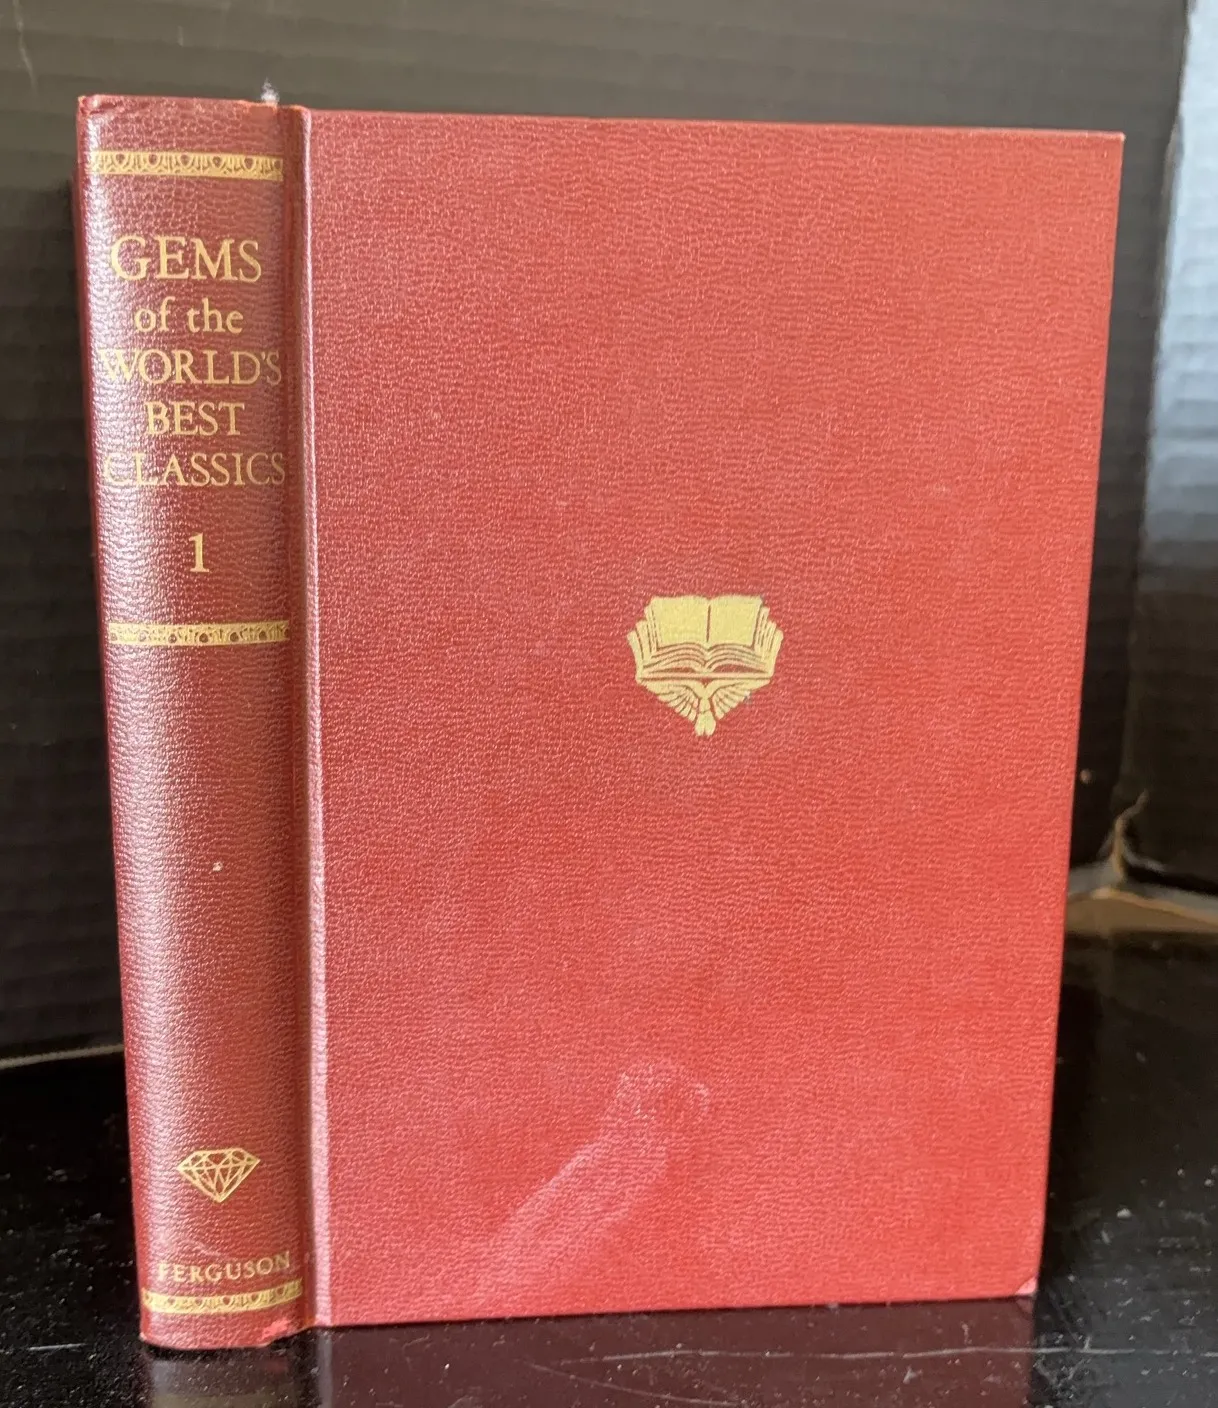 GEMS
of the
WORLD'S
BEST
CLASSICS
1
FERGUSON